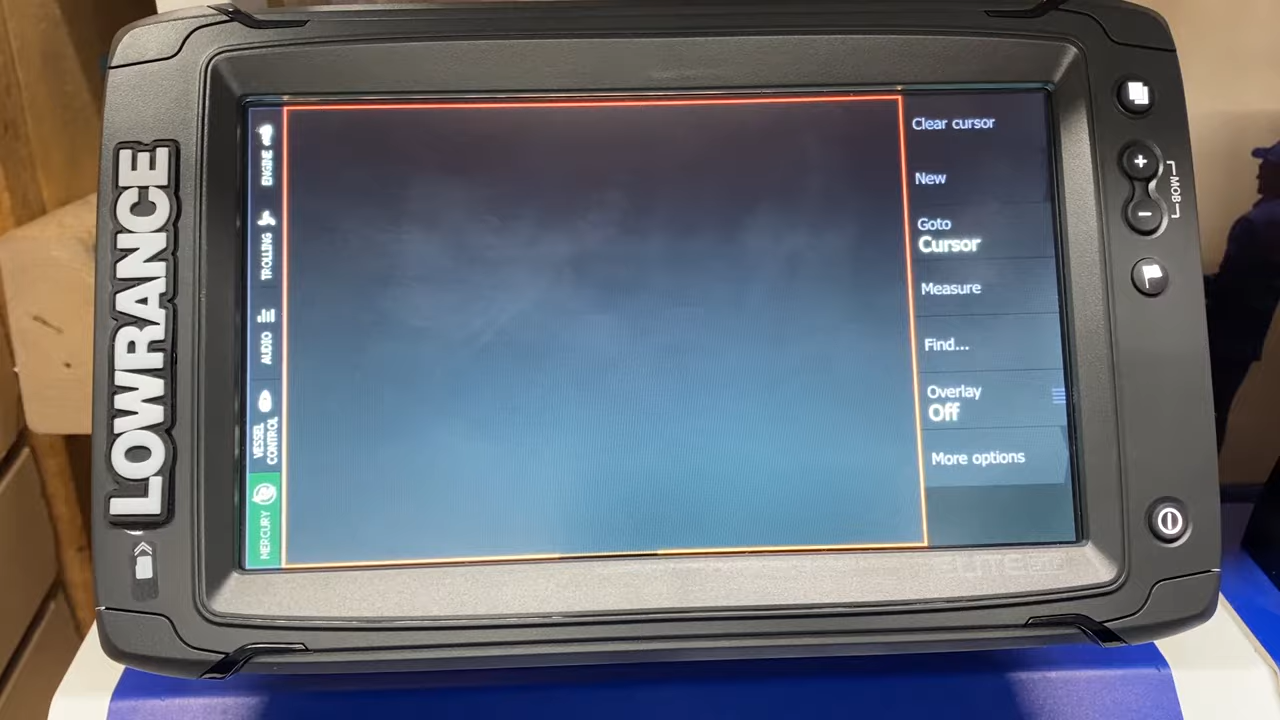 LOWRANCE
ENGINE
TROLLING
AUDIO
VESSEL
CONTROL
MERCURY
Clear cursor
New
Goto
Cursor
Measure
Find...
Overlay
Off
More options
+
MOB
-